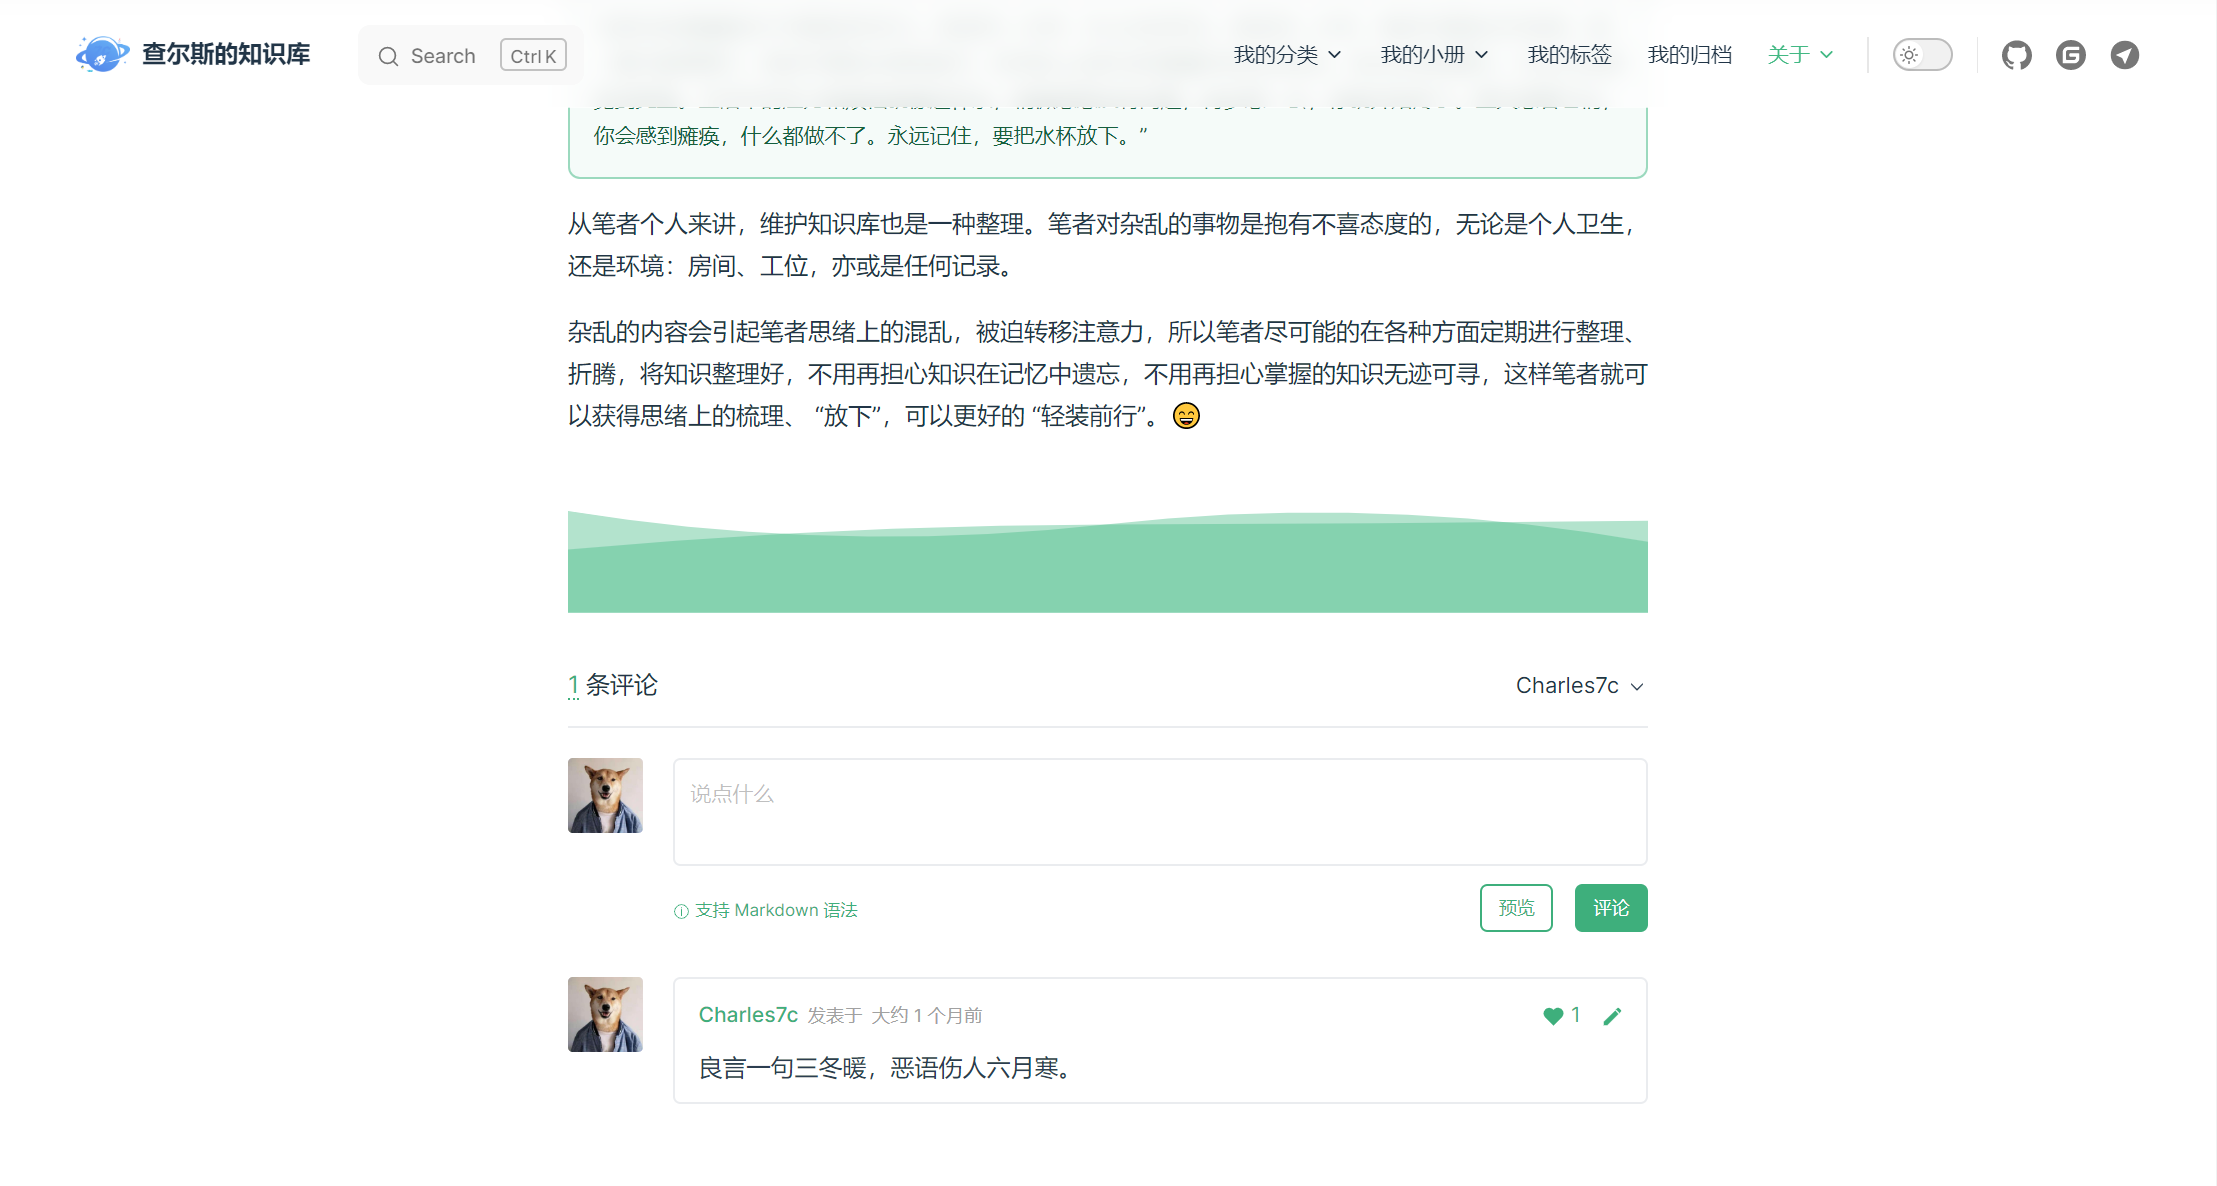 查尔斯的知识库
Search
Ctrl K
我的分类
我的小册
我的标签
我的归档
关于
你会感到瘫痪，什么都做不了。永远记住，要把水杯放下。”
从笔者个人来讲，维护知识库也是一种整理。笔者对杂乱的事物是抱有不喜态度的，无论是个人卫生，
还是环境：房间、工位，亦或是任何记录。
杂乱的内容会引起笔者思绪上的混乱，被迫转移注意力，所以笔者尽可能的在各种方面定期进行整理、
折腾，将知识整理好，不用再担心知识在记忆中遗忘，不用再担心掌握的知识无迹可寻，这样笔者就可
以获得思绪上的梳理、 “放下”，可以更好的 “轻装前行”。😄
1 条评论
Charles7c
说点什么
支持 Markdown 语法
预览
评论
Charles7c 发表于 大约 1 个月前
1
良言一句三冬暖，恶语伤人六月寒。